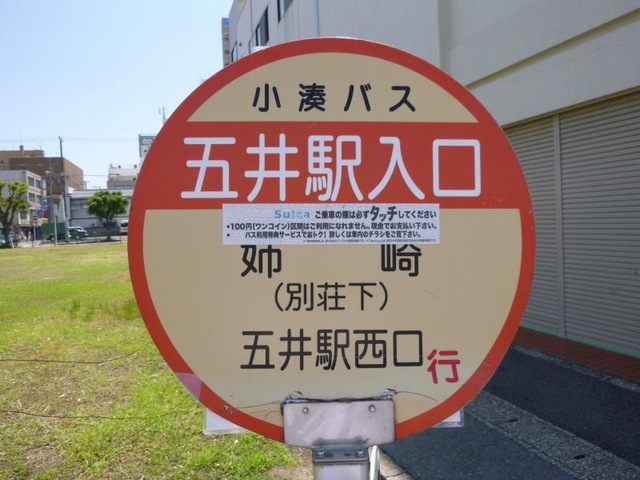 小湊バス
五井駅入口
Suica ご乗車の際は必ずタッチしてください
•100円(ワンコイン)区間はご利用になれません。現金でお支払い下さい。
• バス利用特典サービスでおトク! 詳しくは車内のチラシをご覧下さい。
姉 崎
(別荘下)
五井駅西口行